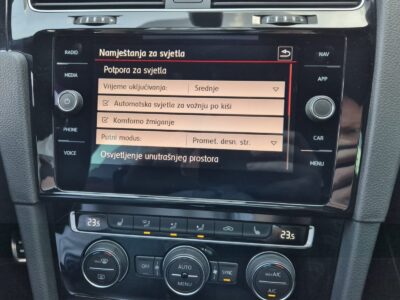 Namještanja za svjetla
Potpora za svjetla
Vrijeme uključivanja: Srednje
Automatska svjetla za vožnju po kiši
Komforno žmiganje
Putni modus: Promet. desn. str.
Osvjetljenje unutrašnjeg prostora
RADIO
MEDIA
PHONE
VOICE
NAV
APP
CAR
MENU
23.5
23.5
OFF
AUTO
MENU
SYNC
A/C